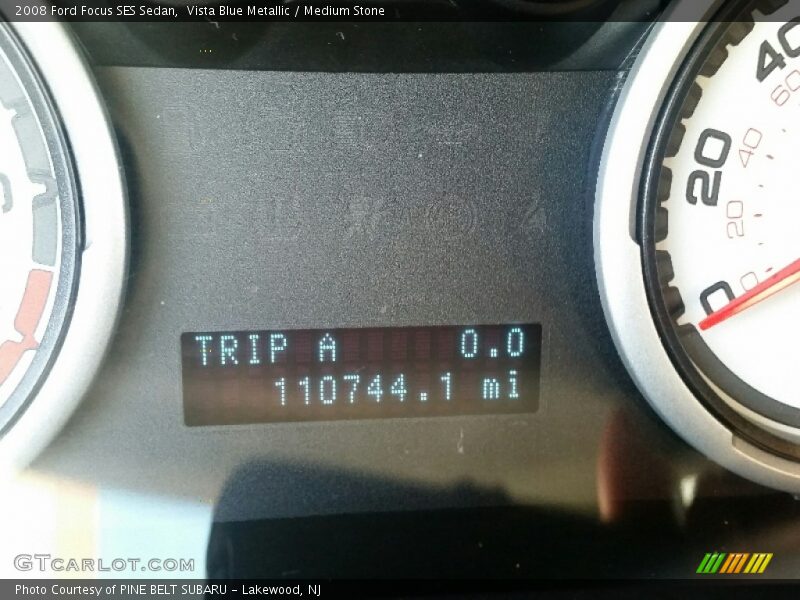 2008 Ford Focus SES Sedan, Vista Blue Metallic / Medium Stone
40
60
20
40
20
0
0
TRIP A 0.0
110744.1 mi
GTCARLOT.COM
Photo Courtesy of PINE BELT SUBARU - Lakewood, NJ